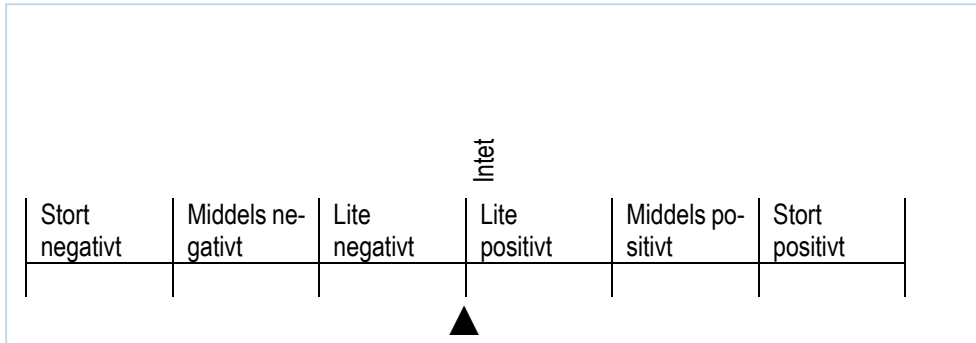 Intet
Stort
negativt
Middels ne-
gativt
Lite
negativt
Lite
positivt
Middels po-
sitivt
Stort
positivt